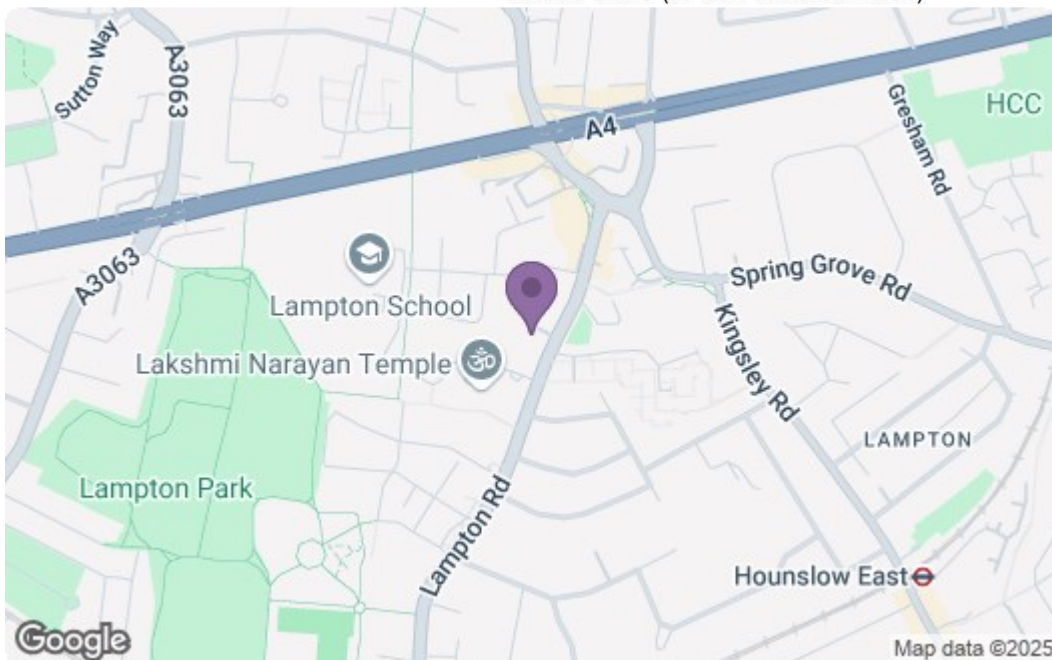 Sutton Way
A3063
A4
HCC
Gresham Rd
A3063
Lampton School
Spring Grove Rd
Lakshmi Narayan Temple
Kingsley Rd
LAMPTON
Lampton Park
Lampton Rd
Hounslow East
Google
Map data ©2025